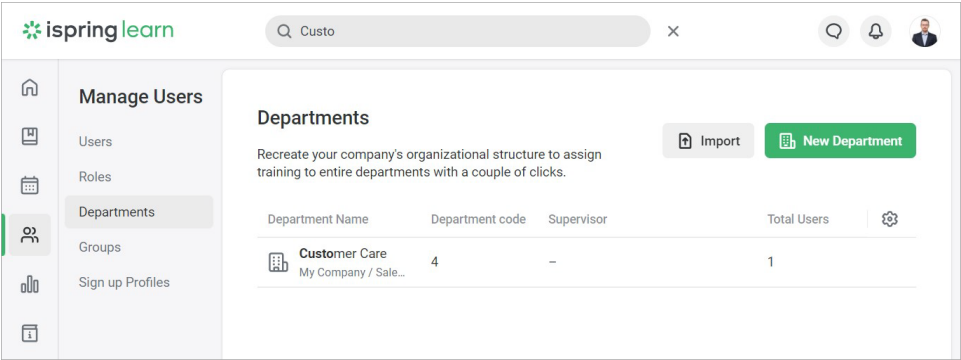 ispring learn
Custo
Manage Users
Users
Roles
Departments
Groups
Sign up Profiles
Departments
Recreate your company's organizational structure to assign
training to entire departments with a couple of clicks.
Import
New Department
Department Name Department code Supervisor Total Users
Customer Care 4 – 1
My Company / Sale...